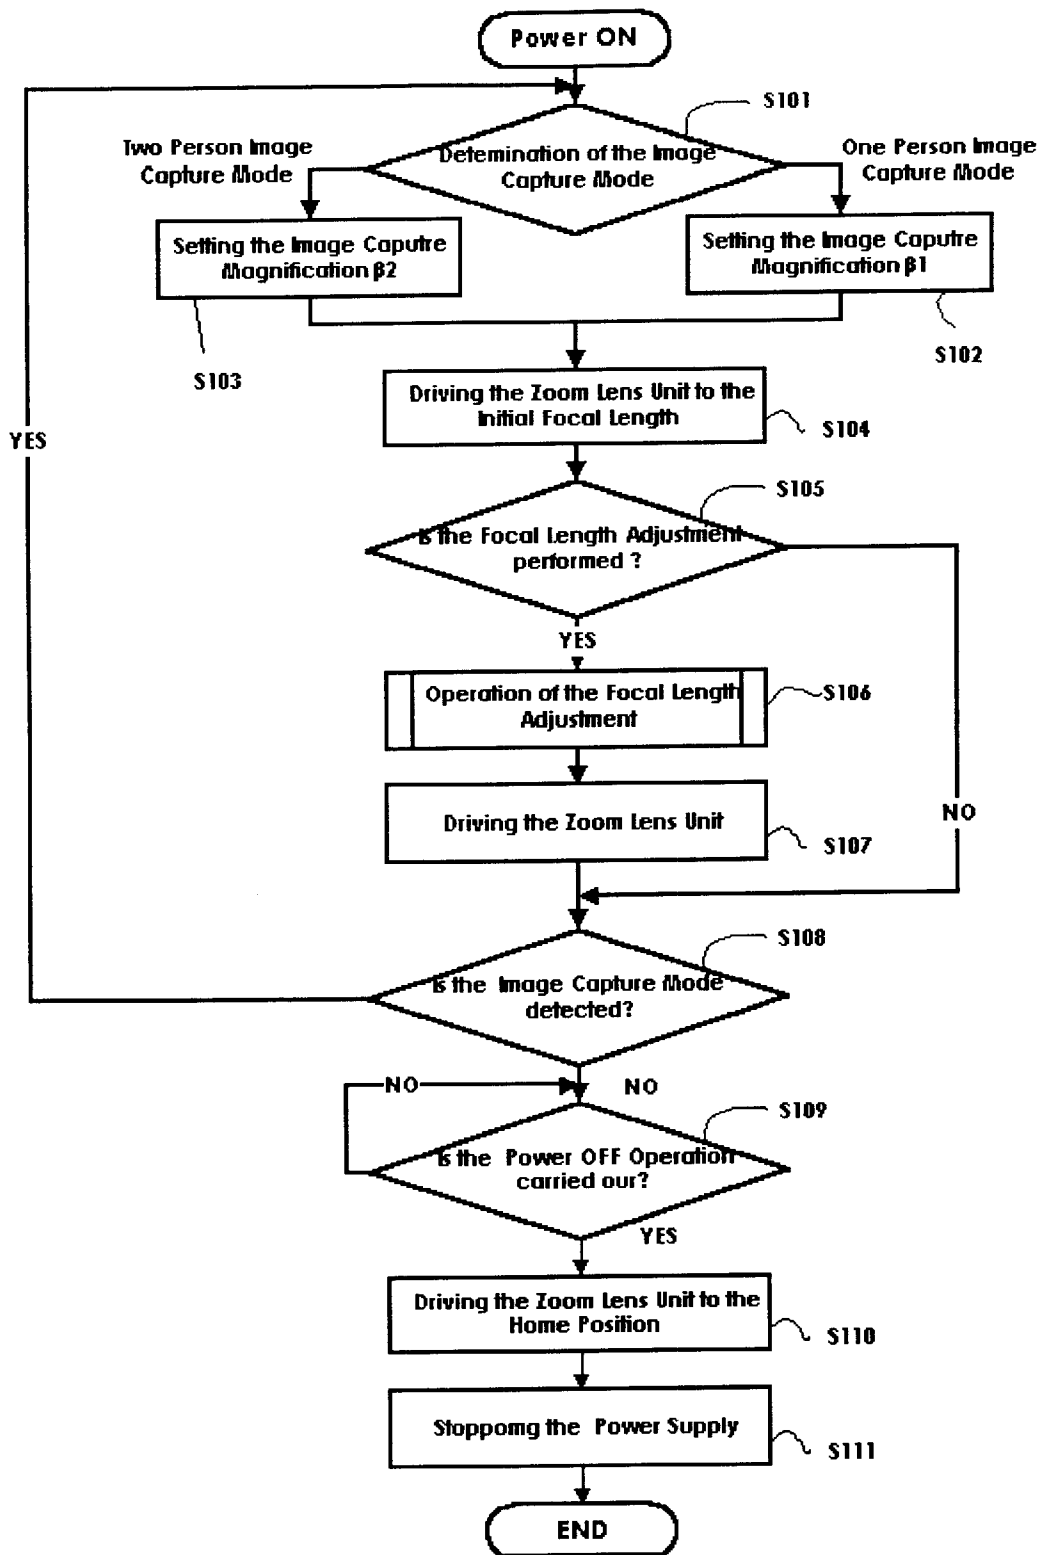 Power ON
S101
Two Person Image
Capture Mode
Detemination of the Image
Capture Mode
One Person Image
Capture Mode
Setting the Image Caputre
Magnification β2
Setting the Image Caputre
Magnification β1
S103
S102
Driving the Zoom Lens Unit to the
Initial Focal Length
S104
YES
S105
Is the Focal Length Adjustment
performed ?
YES
Operation of the Focal Length
Adjustment
S106
Driving the Zoom Lens Unit
S107
NO
S108
Is the Image Capture Mode
detected?
NO
NO
S109
Is the Power OFF Operation
carried our?
YES
Driving the Zoom Lens Unit to the
Home Position
S110
Stoppomg the Power Supply
S111
END